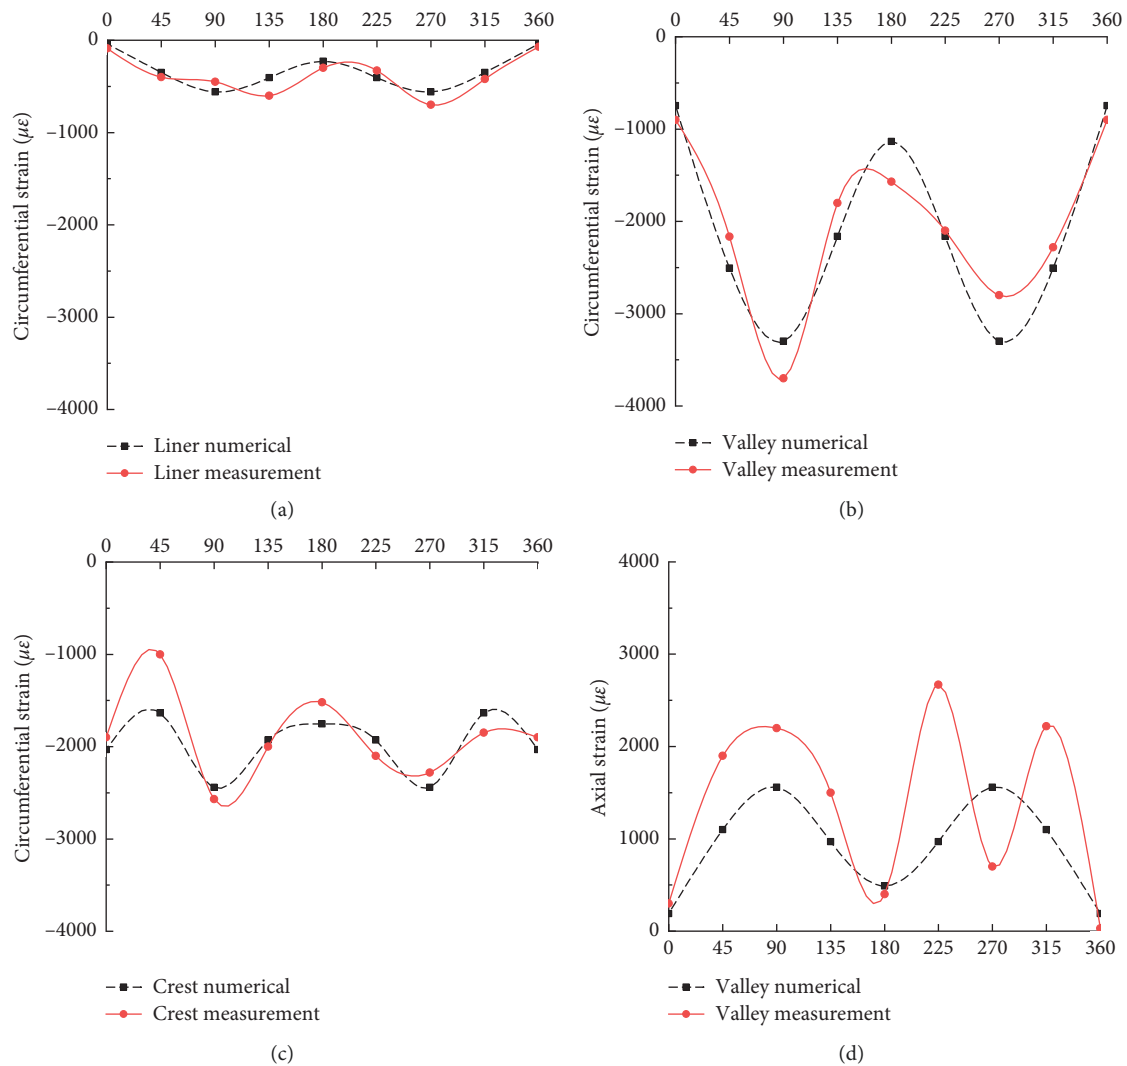 0 45 90 135 180 225 270 315 360
0
−1000
−2000
−3000
−4000
Circumferential strain (με)
Liner numerical
Liner measurement
(a)
0 45 90 135 180 225 270 315 360
0
−1000
−2000
−3000
−4000
Circumferential strain (με)
Valley numerical
Valley measurement
(b)
0 45 90 135 180 225 270 315 360
0
−1000
−2000
−3000
−4000
Circumferential strain (με)
Crest numerical
Crest measurement
(c)
4000
3000
2000
1000
0
Axial strain (με)
0 45 90 135 180 225 270 315 360
Valley numerical
Valley measurement
(d)